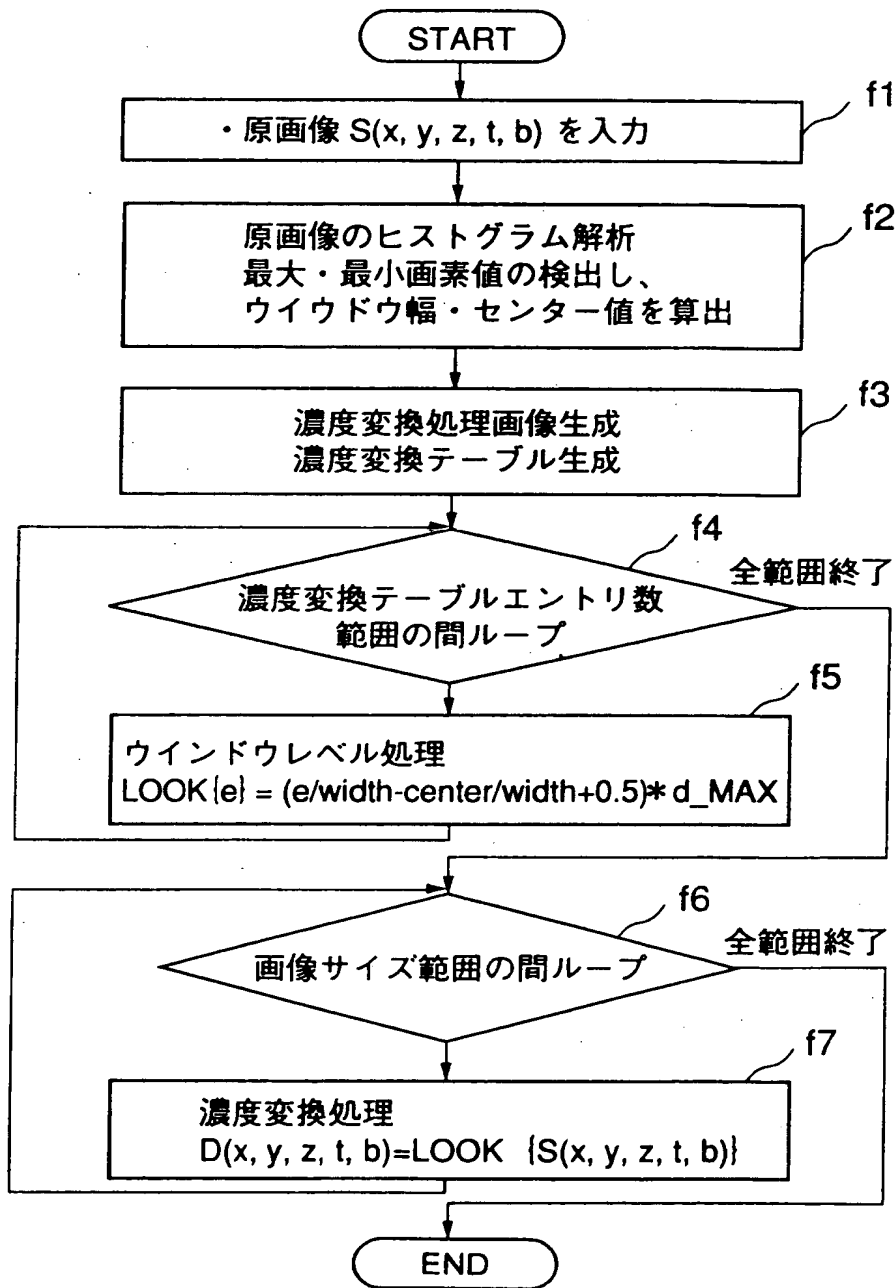 START
f1
・原画像 S(x, y, z, t, b) を入力
f2
原画像のヒストグラム解析
最大・最小画素値の検出し、
ウイウドウ幅・センター値を算出
f3
濃度変換処理画像生成
濃度変換テーブル生成
f4
全範囲終了
濃度変換テーブルエントリ数
範囲の間ループ
f5
ウインドウレベル処理
LOOK{e} = (e/width-center/width+0.5)* d_MAX
f6
全範囲終了
画像サイズ範囲の間ループ
f7
濃度変換処理
D(x, y, z, t, b)=LOOK {S(x, y, z, t, b)}
END